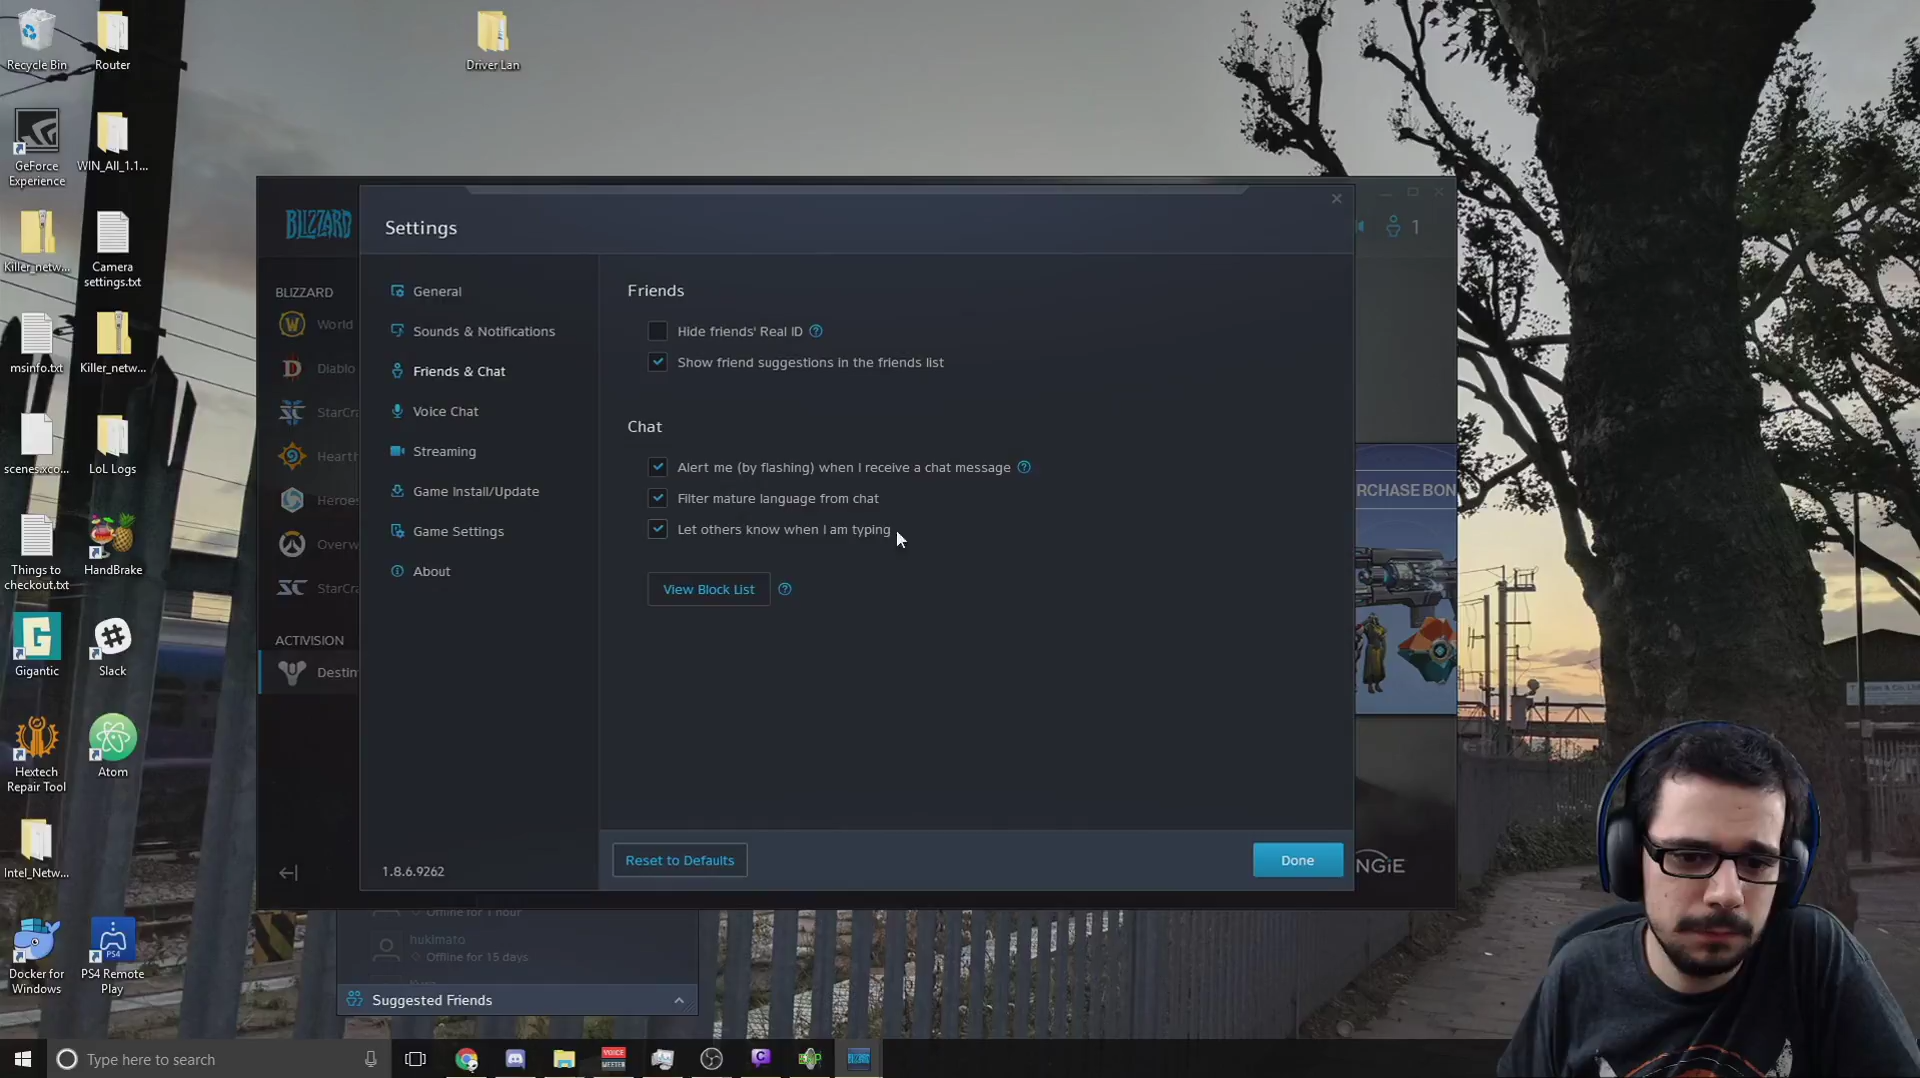 Recycle Bin
Router
Driver Lan
GeForce
Experience
WIN_All_1.1...
Killer_netw...
Camera
settings.txt
msinfo.txt
Killer_netw...
scenes.xco...
LoL Logs
Things to
checkout.txt
HandBrake
Gigantic
Slack
Hextech
Repair Tool
Atom
Intel_Netw...
Docker for
Windows
PS4
PS4 Remote
Play
BLIZZARD
1
BLIZZARD
World
Diablo
StarCr
Hearth
Heroes
Overw
StarCr
ACTIVISION
Destin
Settings
General
Sounds & Notifications
Friends & Chat
Voice Chat
Streaming
Game Install/Update
Game Settings
About
1.8.6.9262
Friends
Hide friends' Real ID
Show friend suggestions in the friends list
Chat
Alert me (by flashing) when I receive a chat message
Filter mature language from chat
Let others know when I am typing
View Block List
Reset to Defaults
Done
RCHASE BON
NGiE
Offline for 1 hour
hukimato
Offline for 15 days
Suggested Friends
Type here to search
VOICE
BLIZZARD